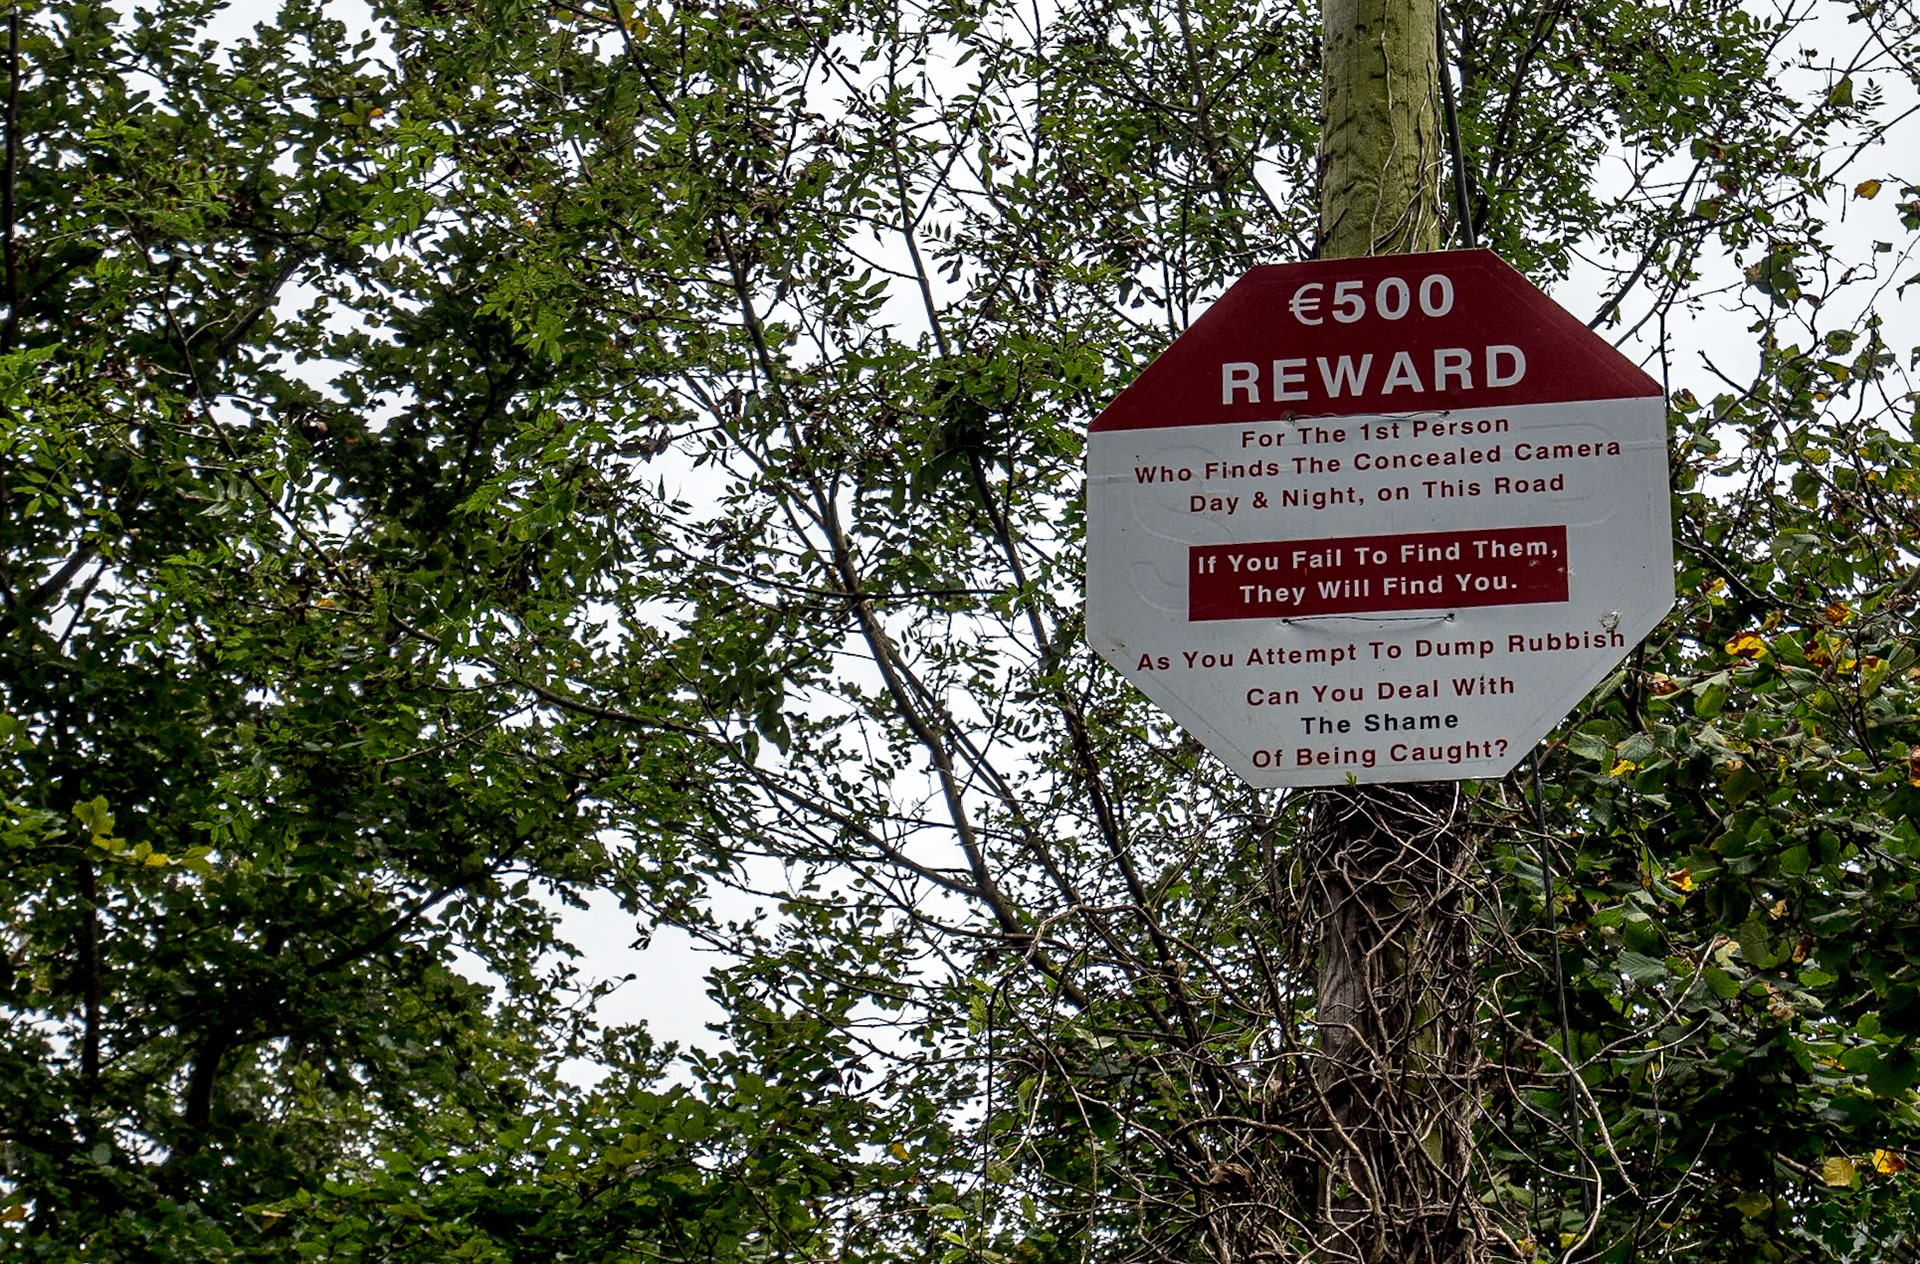 €500
REWARD
For The 1st Person
Who Finds The Concealed Camera
Day & Night, on This Road
If You Fail To Find Them,
They Will Find You.
As You Attempt To Dump Rubbish
Can You Deal With
The Shame
Of Being Caught?